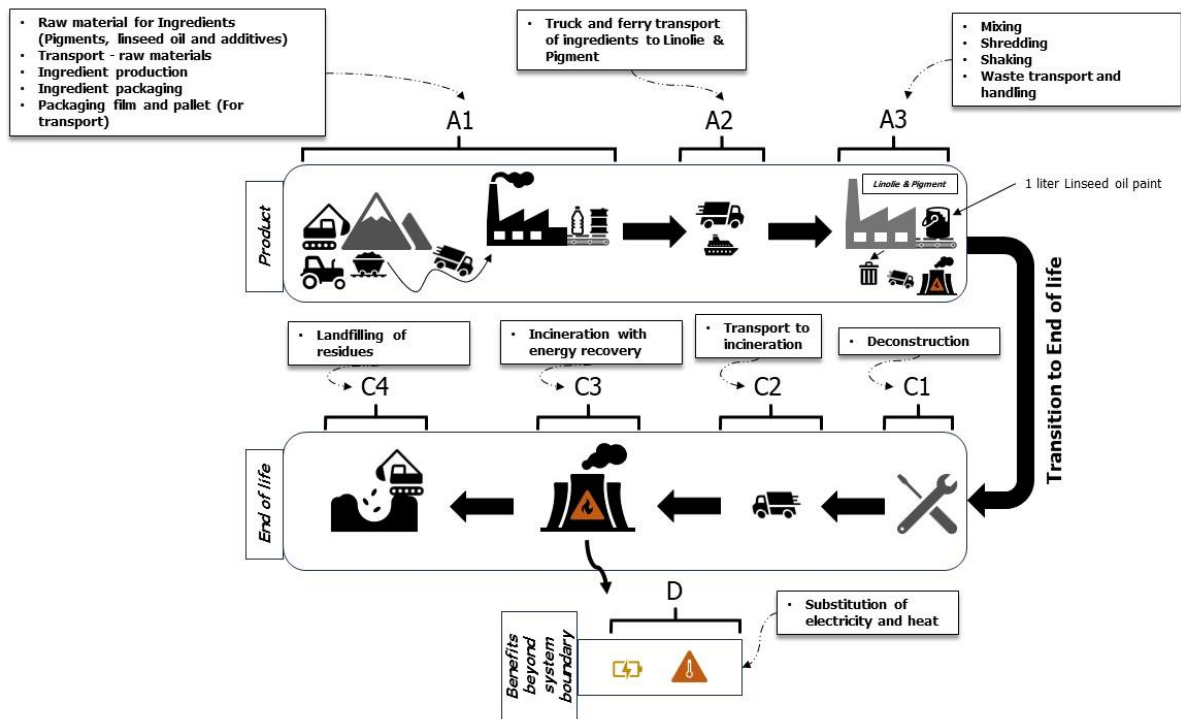 • Raw material for Ingredients
(Pigments, linseed oil and additives)
• Transport - raw materials
• Ingredient production
• Ingredient packaging
• Packaging film and pallet (For
transport)
• Truck and ferry transport
of ingredients to Linolie &
Pigment
• Mixing
• Shredding
• Shaking
• Waste transport and
handling
A1
A2
A3
Product
Linolie & Pigment
1 liter Linseed oil paint
Transition to End of life
• Landfilling of
residues
• Incineration with
energy recovery
• Transport to
incineration
• Deconstruction
C4
C3
C2
C1
End of life
D
Benefits
beyond
system
boundary
• Substitution of
electricity and heat